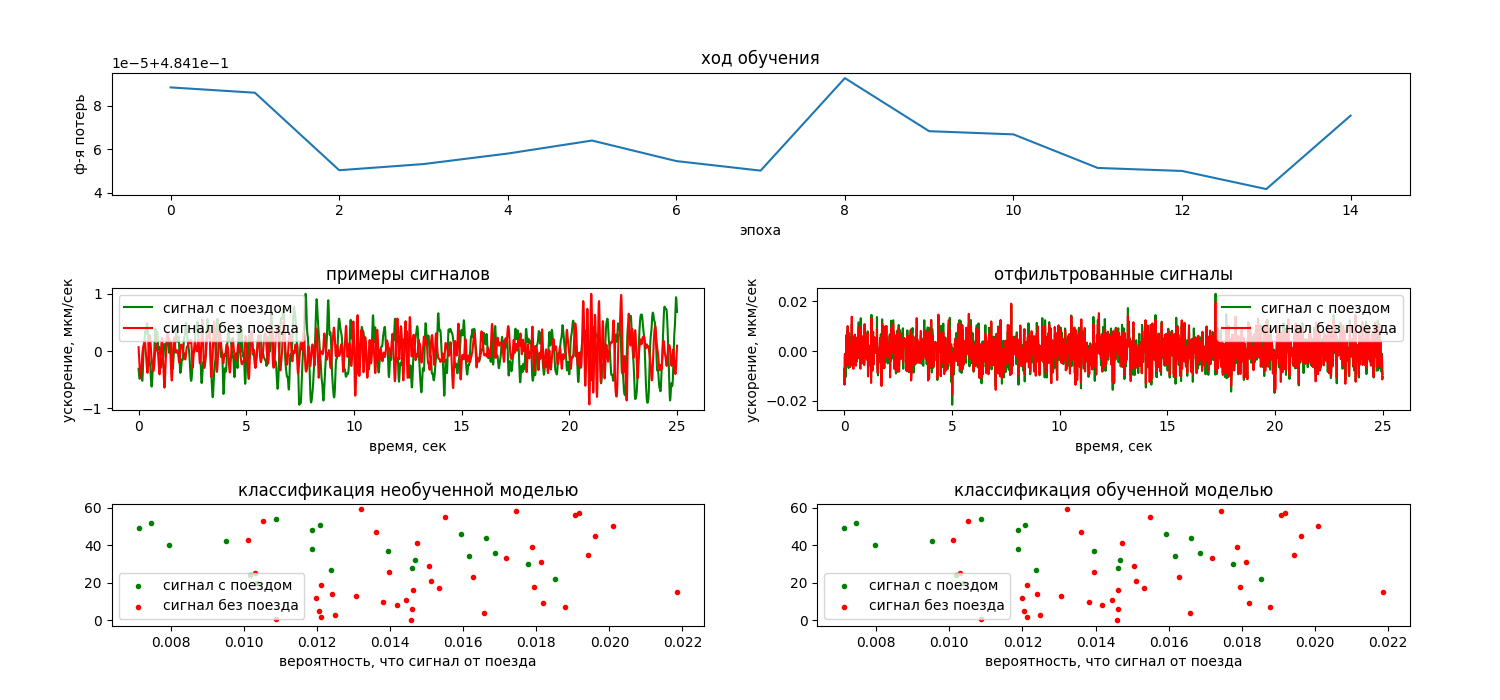 ход обучения
1e−5+4.841e−1
ф-я потерь
8
6
4
0 2 4 6 8 10 12 14
эпоха
примеры сигналов
ускорение, мкм/сек
1
0
−1
сигнал с поездом
сигнал без поезда
0 5 10 15 20 25
время, сек
отфильтрованные сигналы
ускорение, мкм/сек
0.02
0.00
−0.02
сигнал с поездом
сигнал без поезда
0 5 10 15 20 25
время, сек
классификация необученной моделью
60
40
20
0
сигнал с поездом
сигнал без поезда
0.008 0.010 0.012 0.014 0.016 0.018 0.020 0.022
вероятность, что сигнал от поезда
классификация обученной моделью
60
40
20
0
сигнал с поездом
сигнал без поезда
0.008 0.010 0.012 0.014 0.016 0.018 0.020 0.022
вероятность, что сигнал от поезда